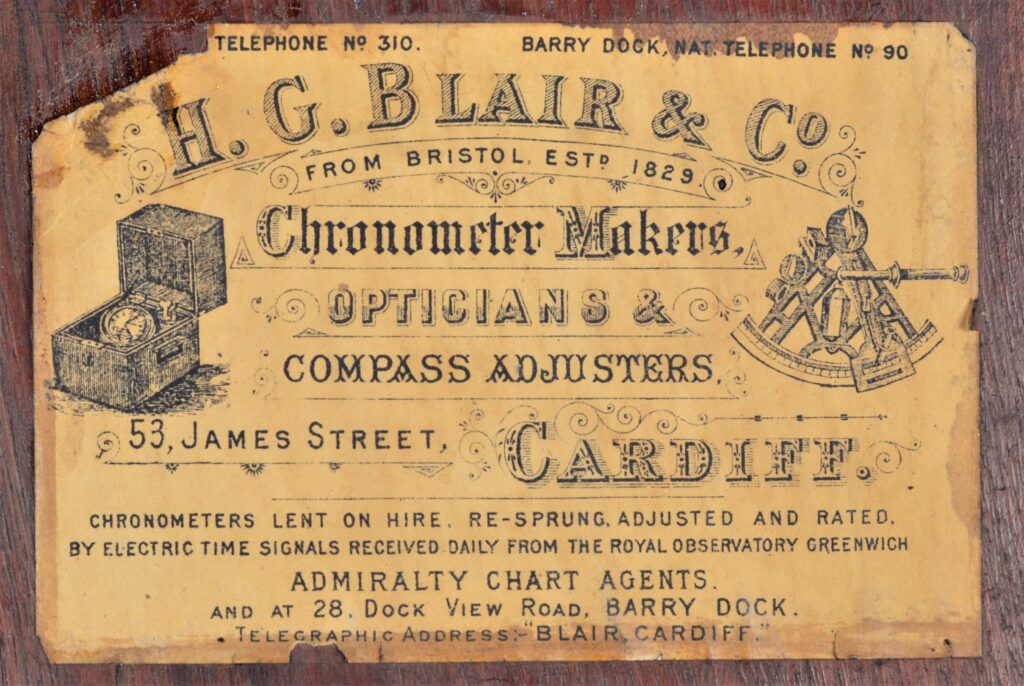 TELEPHONE Nº 310. BARRY DOCK, NAT. TELEPHONE Nº 90
H. G. BLAIR & Cº.
FROM BRISTOL, ESTD 1829.
Chronometer Makers,
OPTICIANS &
COMPASS ADJUSTERS,
53, JAMES STREET, CARDIFF.
CHRONOMETERS LENT ON HIRE, RE-SPRUNG, ADJUSTED AND RATED,
BY ELECTRIC TIME SIGNALS RECEIVED DAILY FROM THE ROYAL OBSERVATORY GREENWICH
ADMIRALTY CHART AGENTS.
AND AT 28, DOCK VIEW ROAD, BARRY DOCK.
TELEGRAPHIC ADDRESS:- "BLAIR, CARDIFF."